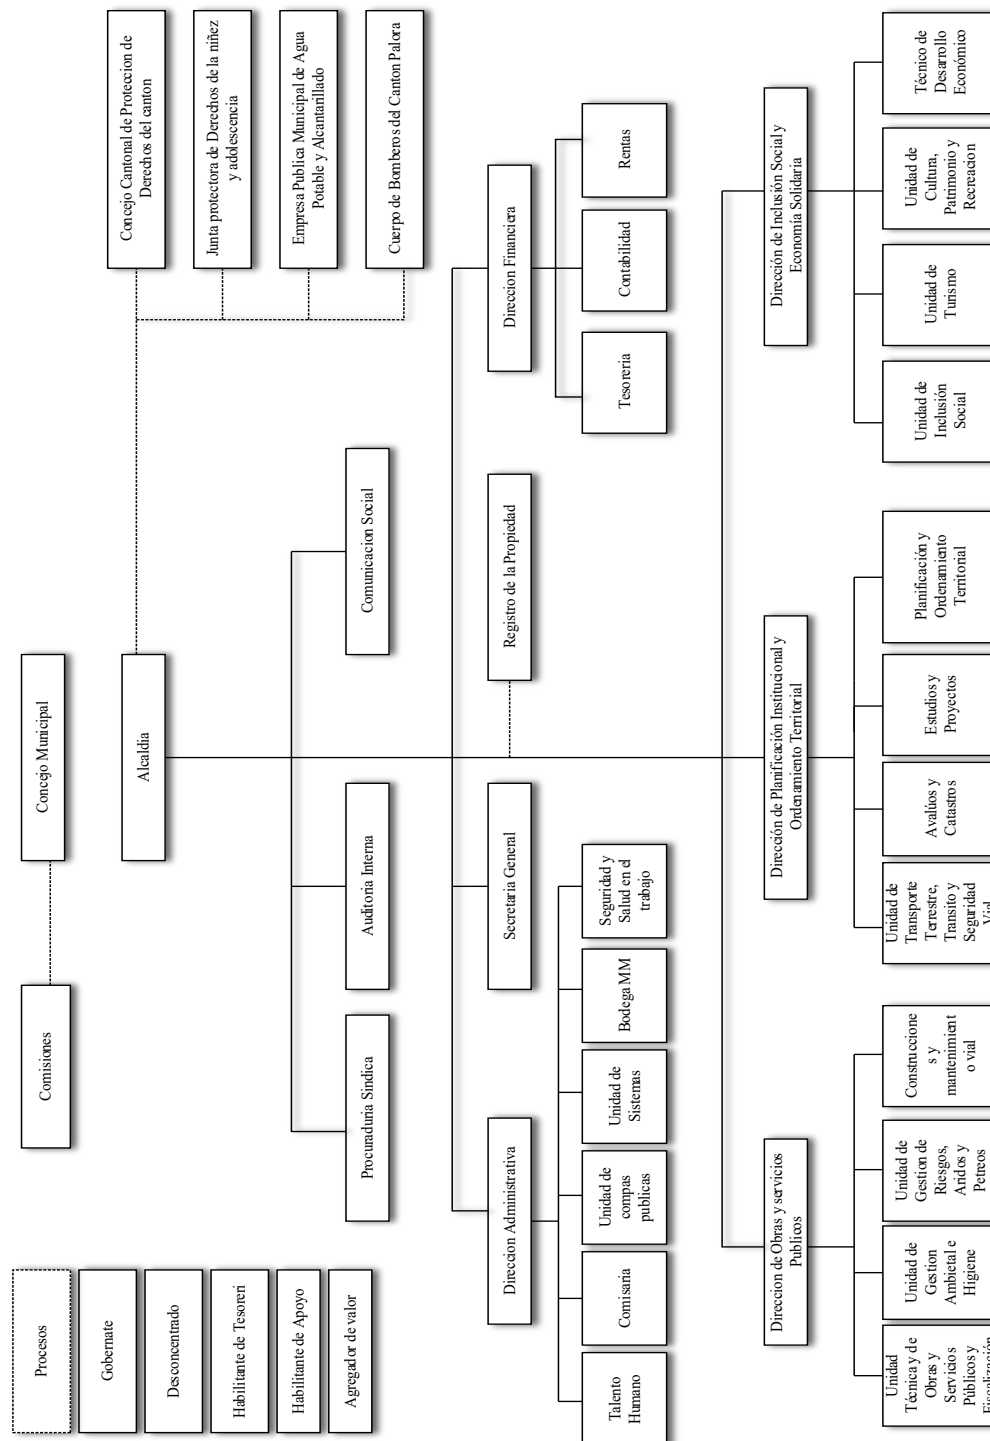 Procesos
Gobernate
Desconcentrado
Habilitante de Tesoreri
Habilitante de Apoyo
Agregador de valor
Comisiones
Concejo Municipal
Alcaldia
Concejo Cantonal de Proteccion de
Derechos del canton
Junta protectora de Derechos de la niñez
y adolescencia
Empresa Publica Municipal de Agua
Potable y Alcantarillado
Cuerpo de Bomberos del Canton Palora
Procuraduria Sindica
Auditoria Interna
Comunicacion Social
Direccion Administrativa
Secretaria General
Registro de la Propiedad
Direccion Financiera
Talento
Humano
Comisaria
Unidad de
compas
publicas
Unidad de
Sistemas
Bodega MM
Seguridad y
Salud en el
trabajo
Tesoreria
Contabilidad
Rentas
Direccion de Obras y servicios
Publicos
Dirección de Planificación Institucional y
Ordenamiento Territorial
Dirección de Inclusión Social y
Economía Solidaria
Unidad
Técnica y de
Obras y
Servicios
Públicos y
Fiscalización
Unidad de
Gestion
Ambietal e
Higiene
Unidad de
Gestion de
Riesgos,
Aridos y
Petreos
Construccione
s y
mantenimient
o vial
Unidad de
Transporte
Terrestre,
Transito y
Seguridad
Vial
Avalúos y
Catastros
Estudios y
Proyectos
Planificación y
Ordenamiento
Territorial
Unidad de
Inclusión
Social
Unidad de
Turismo
Unidad de
Cultura,
Patrimonio y
Recreacion
Técnico de
Desarrollo
Económico